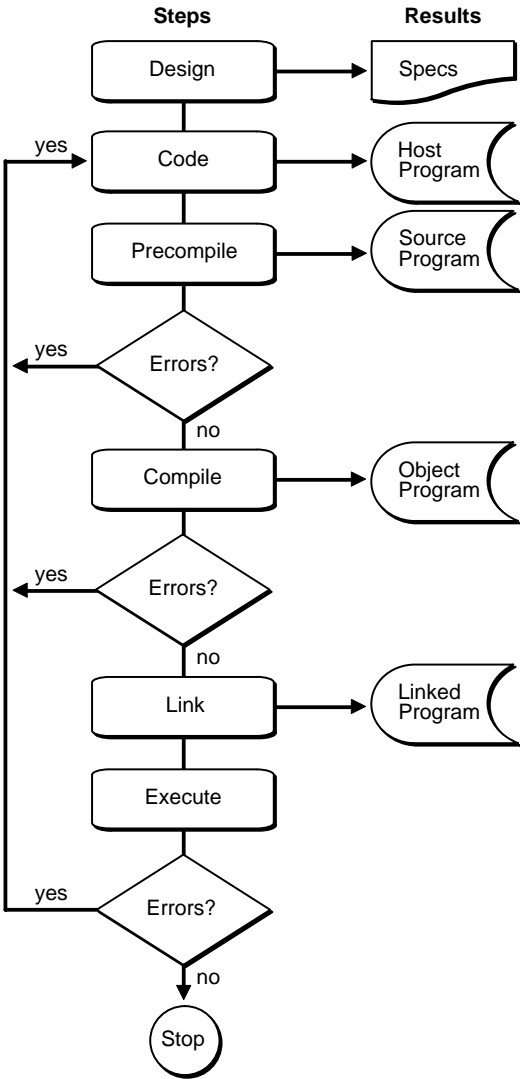 Steps Results
Design Specs
yes
Code Host
Program
Precompile Source
Program
yes Errors?
no
Compile Object
Program
yes Errors?
no
Link Linked
Program
Execute
yes Errors?
no
Stop